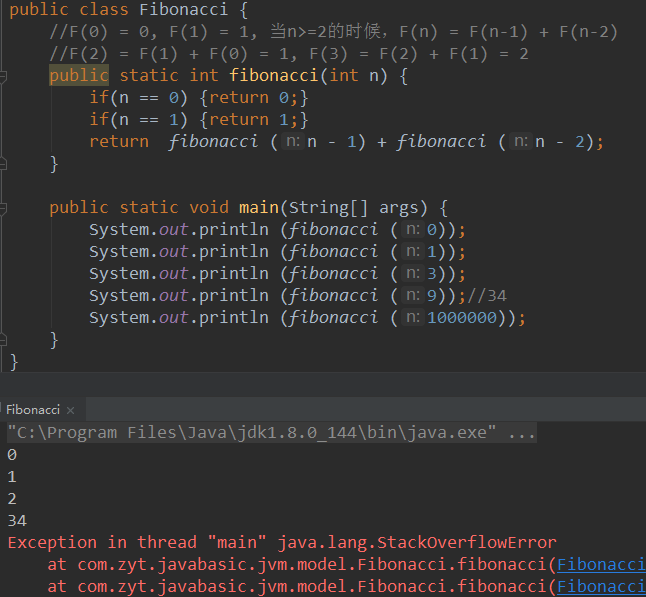 public class Fibonacci {
//F(0) = 0, F(1) = 1, 当n>=2的时候，F(n) = F(n-1) + F(n-2)
//F(2) = F(1) + F(0) = 1, F(3) = F(2) + F(1) = 2
public static int fibonacci(int n) {
if(n == 0) {return 0;}
if(n == 1) {return 1;}
return  fibonacci ( n: n - 1) + fibonacci ( n: n - 2);
}
public static void main(String[] args) {
System.out.println (fibonacci ( n: 0));
System.out.println (fibonacci ( n: 1));
System.out.println (fibonacci ( n: 3));
System.out.println (fibonacci ( n: 9));//34
System.out.println (fibonacci ( n: 1000000));
}
}
Fibonacci ×
"C:\Program Files\Java\jdk1.8.0_144\bin\java.exe" ...
0
1
2
34
Exception in thread "main" java.lang.StackOverflowError
at com.zyt.javabasic.jvm.model.Fibonacci.fibonacci(Fibonacci
at com.zyt.javabasic.jvm.model.Fibonacci.fibonacci(Fibonacci